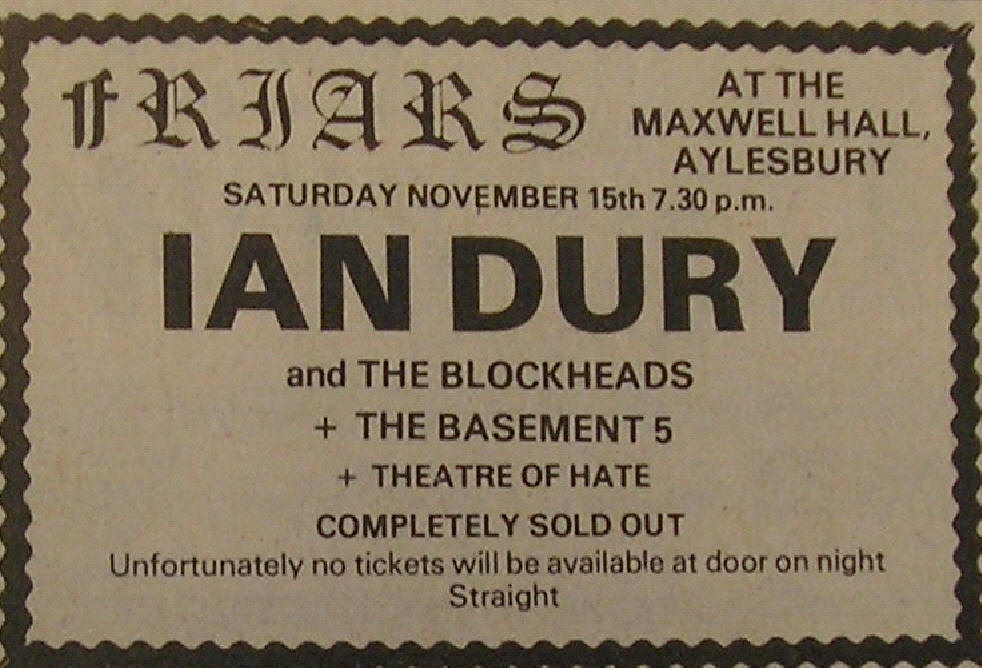 fRIARS
AT THE
MAXWELL HALL,
AYLESBURY
SATURDAY NOVEMBER 15th 7.30 p.m.
IAN DURY
and THE BLOCKHEADS
+ THE BASEMENT 5
+ THEATRE OF HATE
COMPLETELY SOLD OUT
Unfortunately no tickets will be available at door on night
Straight